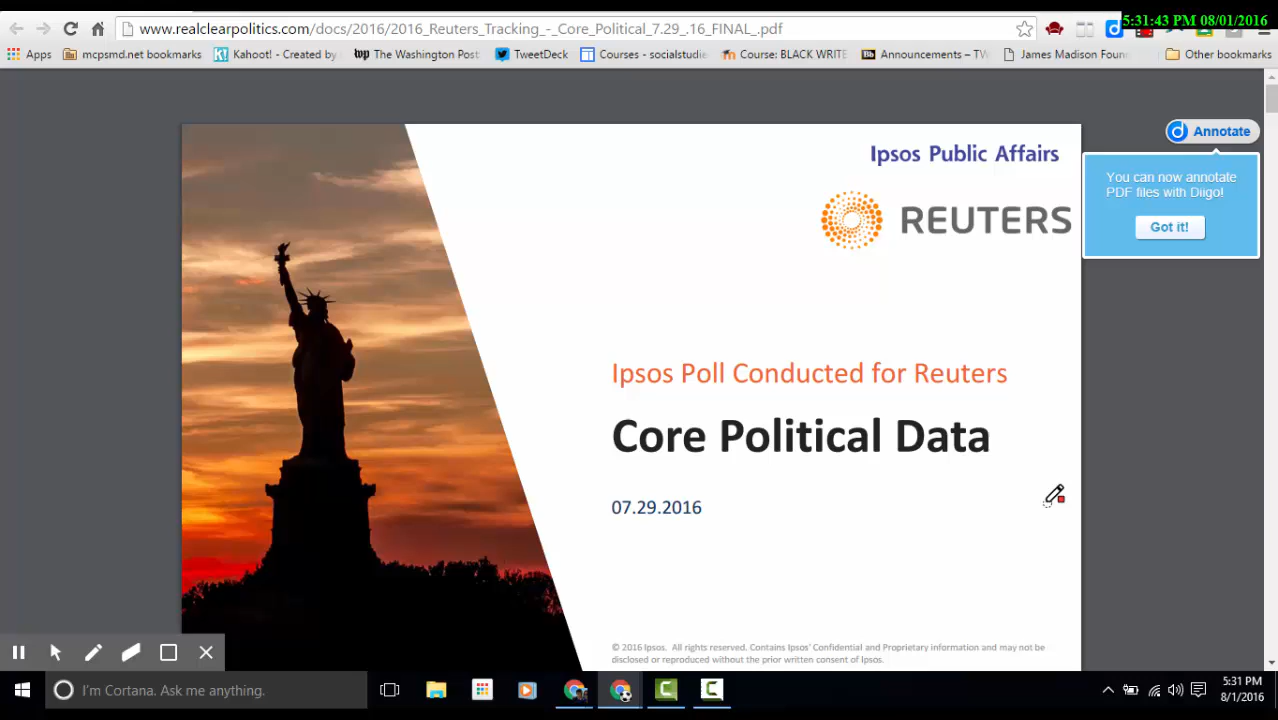 5:31:43 PM 08/01/2016
www.realclearpolitics.com/docs/2016/2016_Reuters_Tracking_-_Core_Political_7.29_.16_FINAL_.pdf
Apps mcpsmd.net bookmarks Kahoot! - Created by The Washington Post TweetDeck Courses - socialstudie Course: BLACK WRITE Announcements – TW James Madison Foun Other bookmarks
Annotate
You can now annotate
PDF files with Diigo!
Got it!
Ipsos Public Affairs
REUTERS
Ipsos Poll Conducted for Reuters
Core Political Data
07.29.2016
© 2016 Ipsos. All rights reserved. Contains Ipsos' Confidential and Proprietary information and may not be
disclosed or reproduced without the prior written consent of Ipsos.
I'm Cortana. Ask me anything.
5:31 PM
8/1/2016